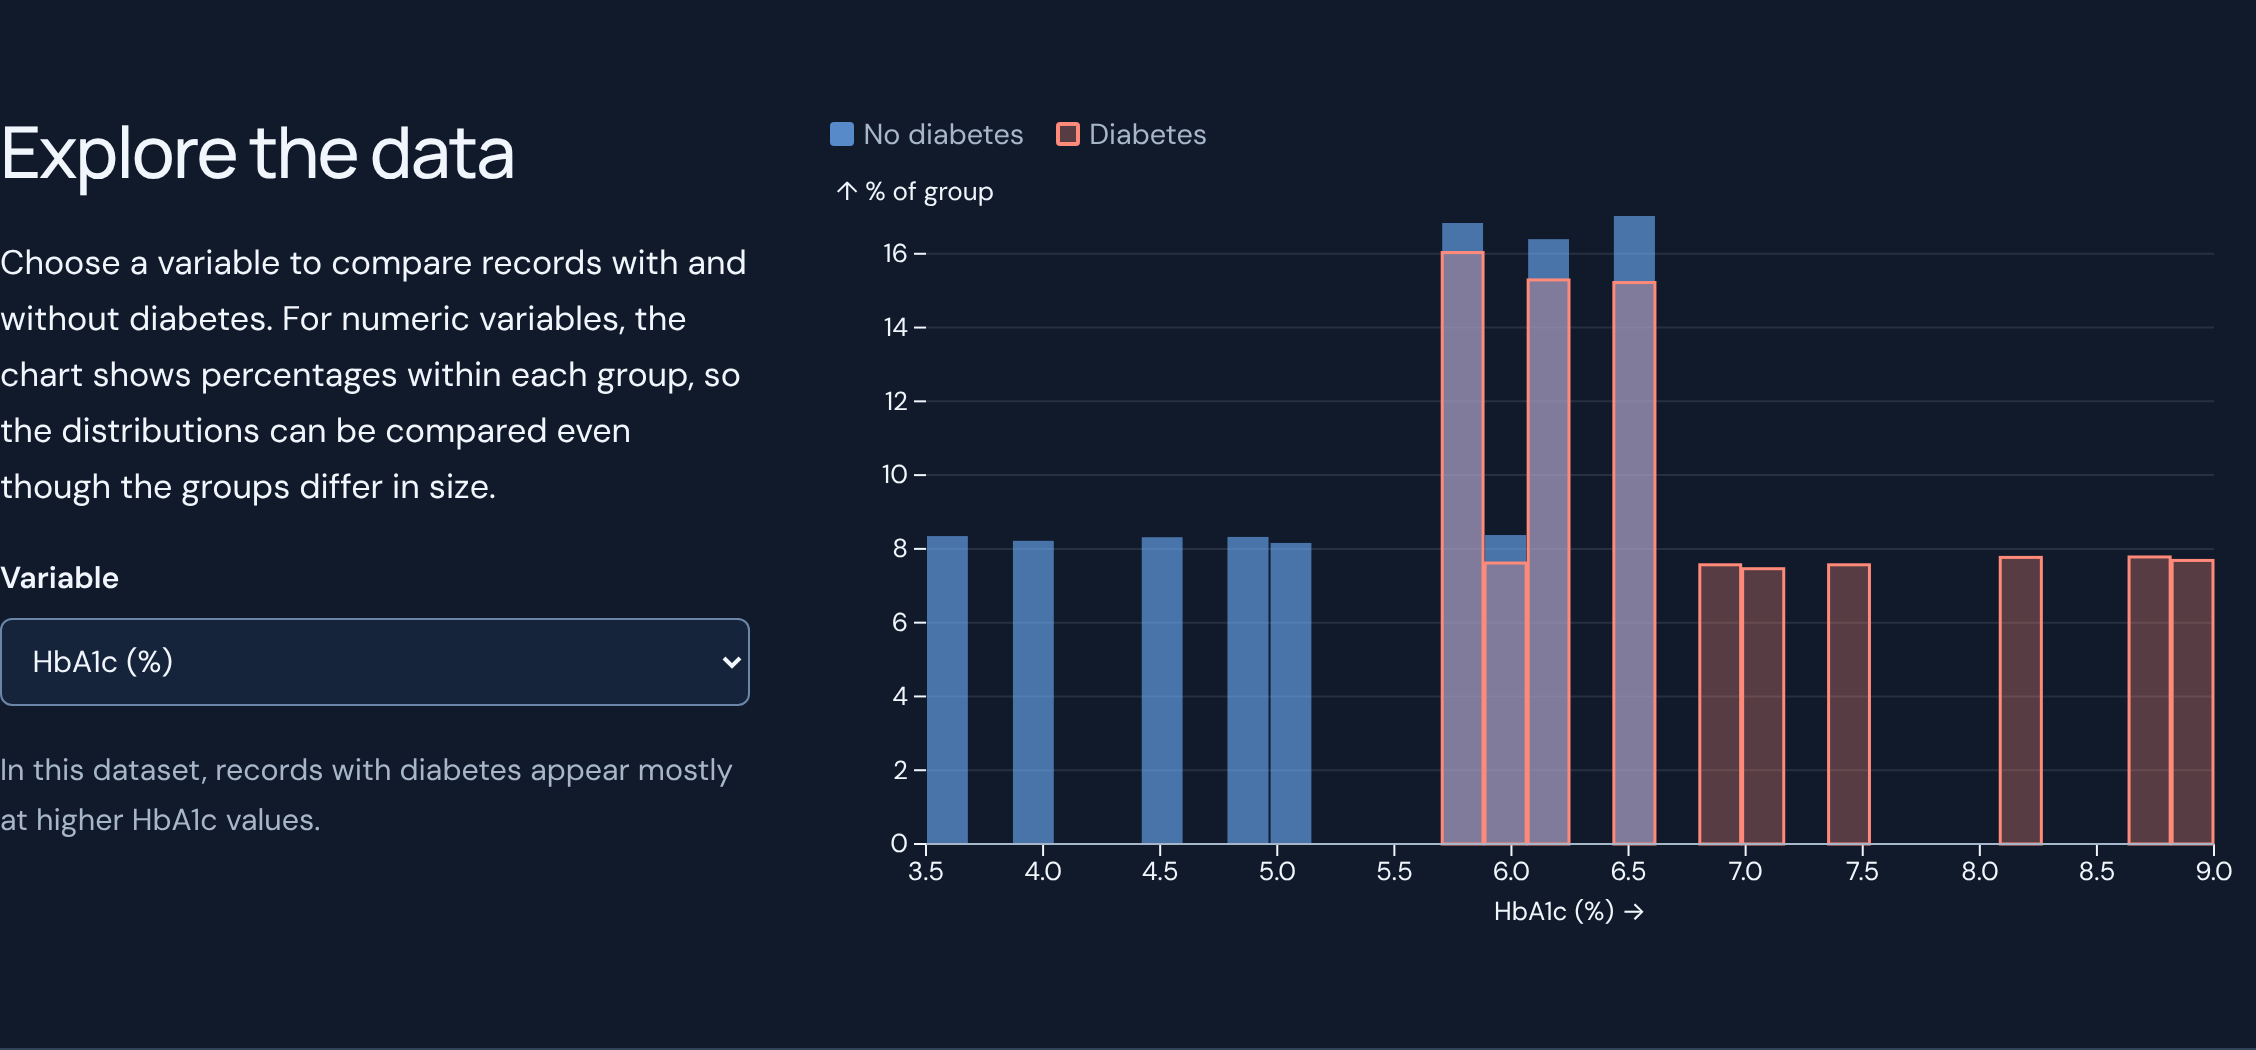 Explore the data
Choose a variable to compare records with and
without diabetes. For numeric variables, the
chart shows percentages within each group, so
the distributions can be compared even
though the groups differ in size.
Variable
HbA1c (%)
In this dataset, records with diabetes appear mostly
at higher HbA1c values.
No diabetes Diabetes
↑ % of group
16
14
12
10
8
6
4
2
0
3.5 4.0 4.5 5.0 5.5 6.0 6.5 7.0 7.5 8.0 8.5 9.0
HbA1c (%) →